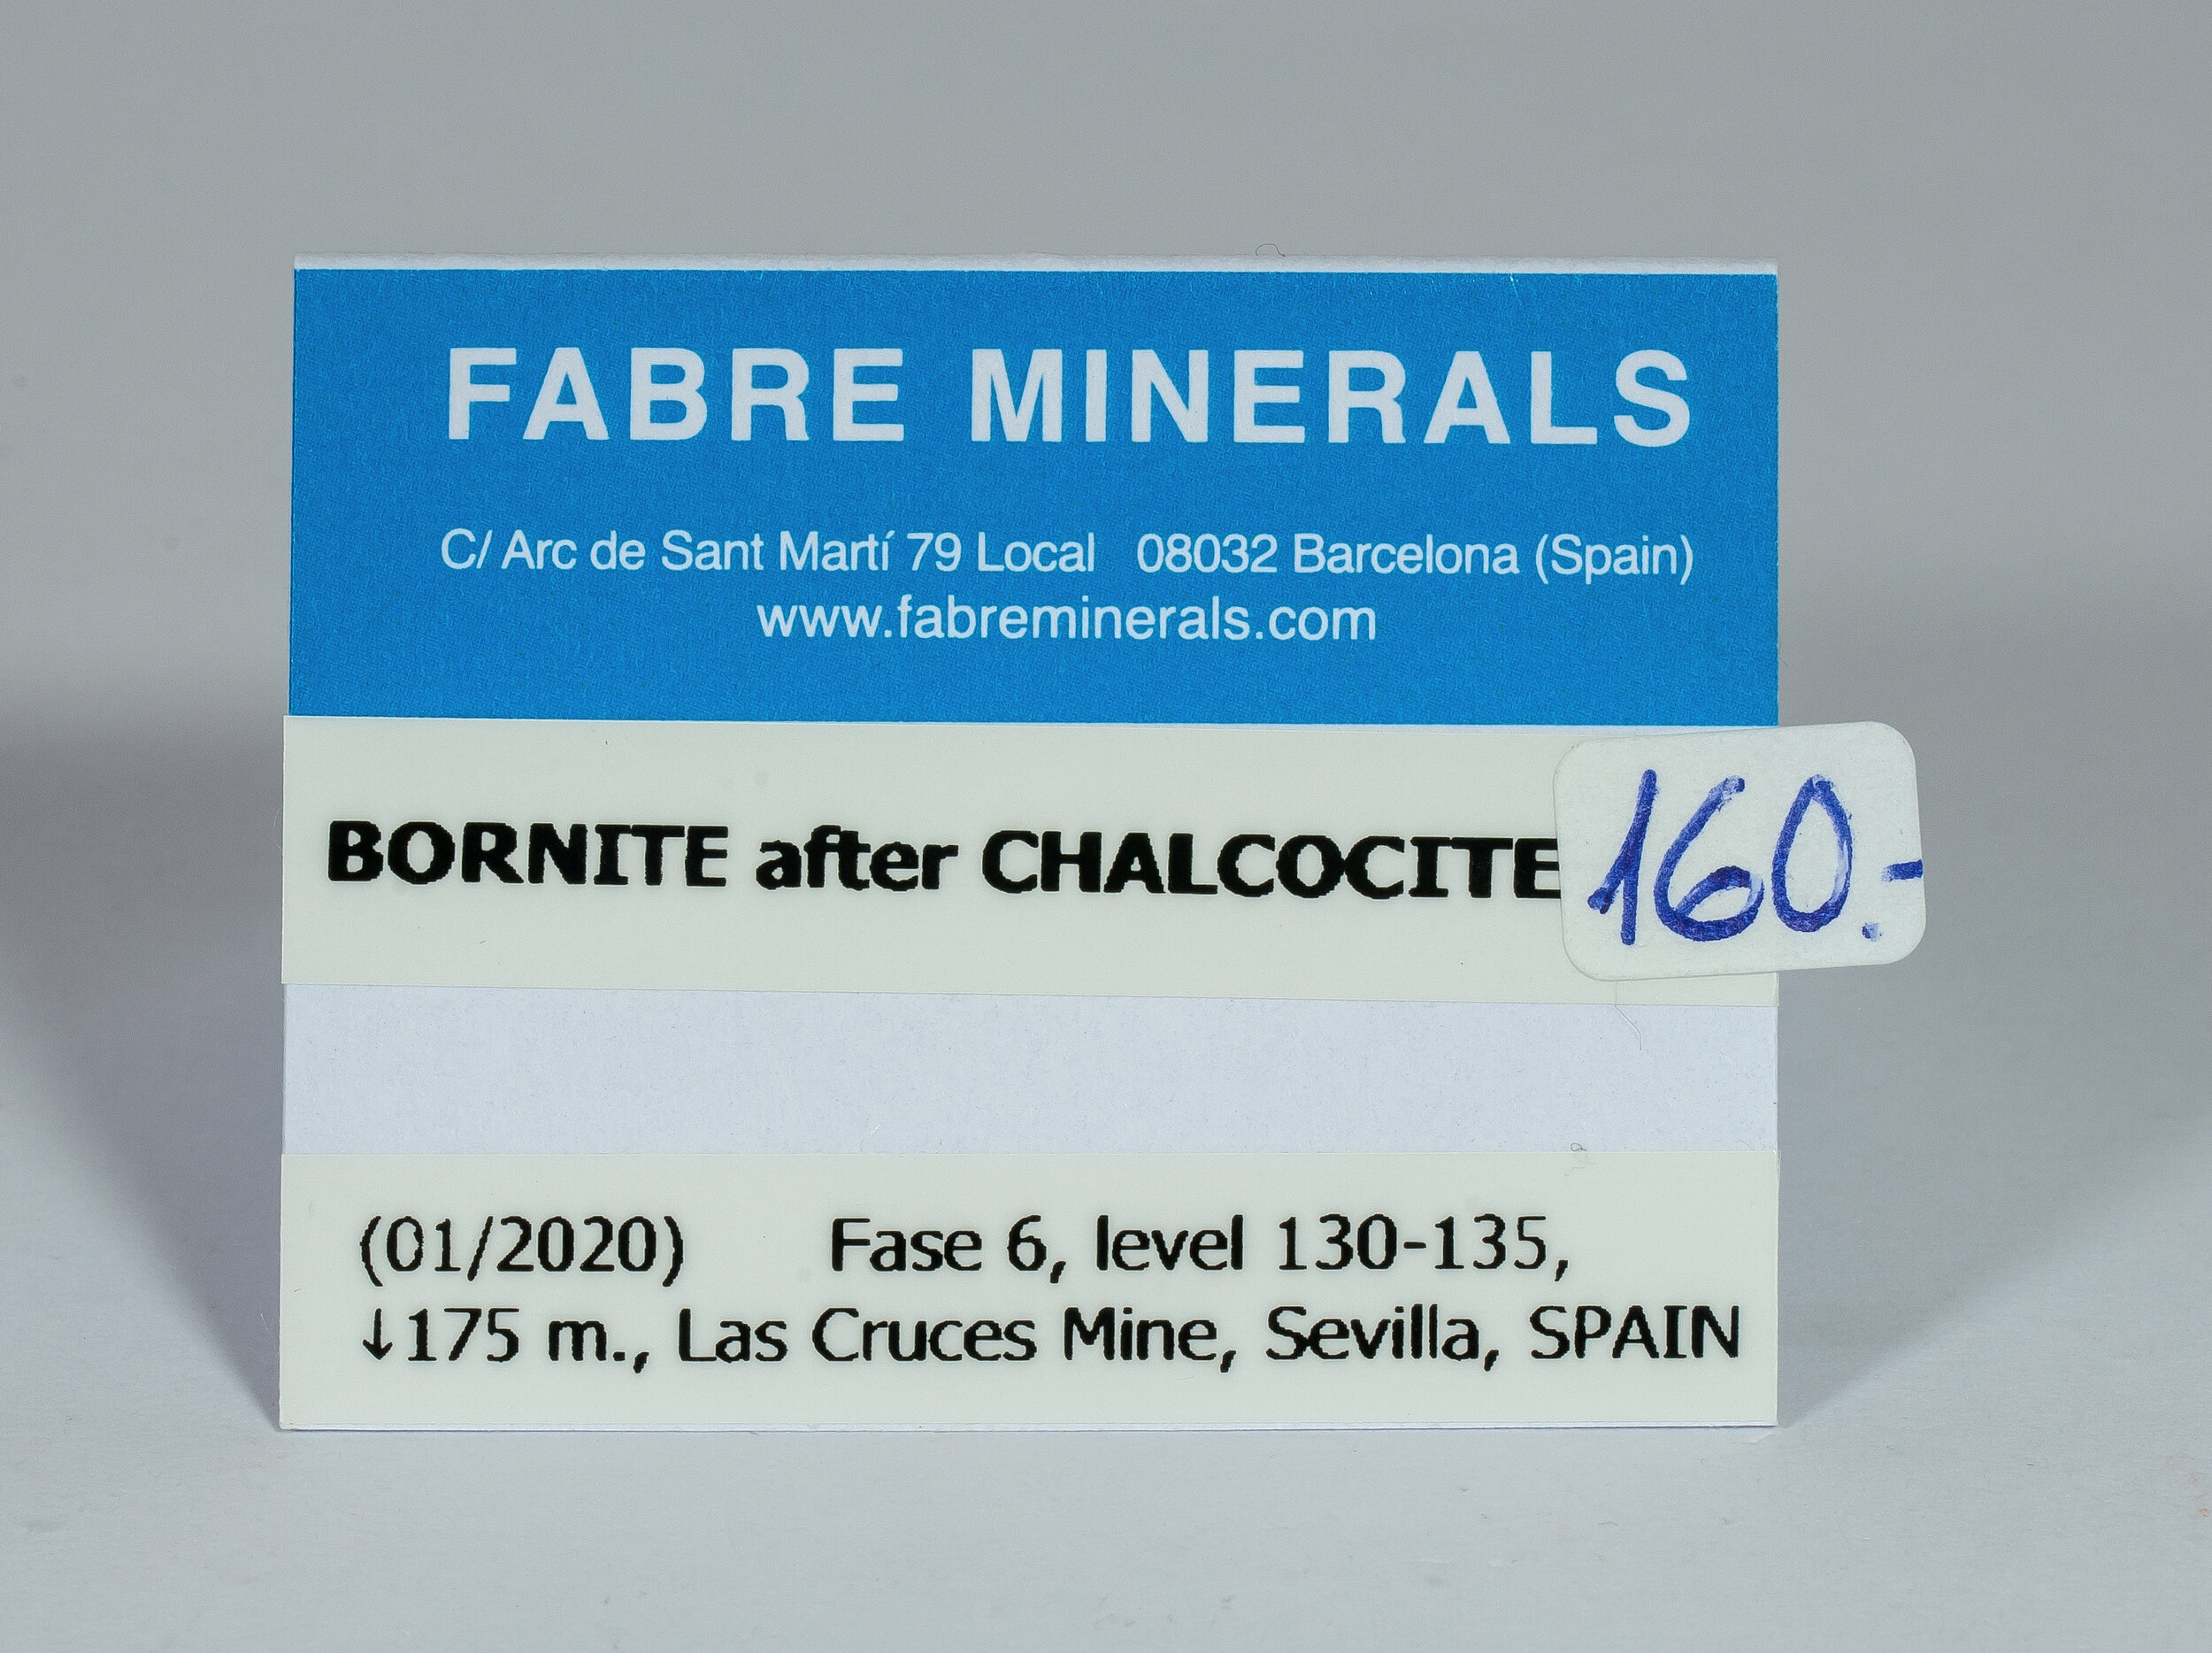 FABRE MINERALS
C/ Arc de Sant Martí 79 Local 08032 Barcelona (Spain)
www.fabreminerals.com
BORNITE after CHALCOCITE
160.-
(01/2020) Fase 6, level 130-135,
↓175 m., Las Cruces Mine, Sevilla, SPAIN